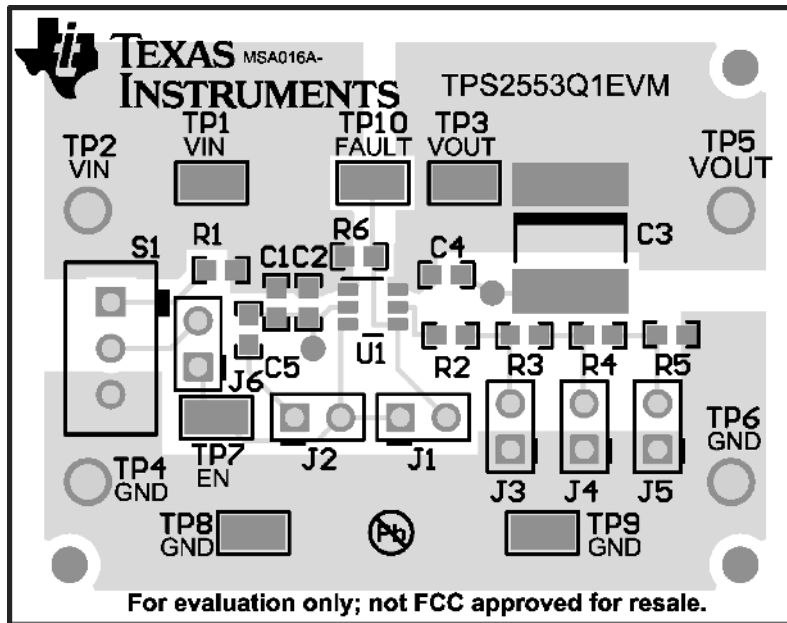 TEXAS INSTRUMENTS
MSA016A-
TPS2553Q1EVM
TP2 VIN
TP1 VIN
TP10 FAULT
TP3 VOUT
TP5 VOUT
S1
R1
C1
C2
R6
C4
C3
U1
C5
J6
R2
R3
R4
R5
TP4 GND
TP7 EN
J2
J1
J3
J4
J5
TP6 GND
TP8 GND
Pb
TP9 GND
For evaluation only; not FCC approved for resale.